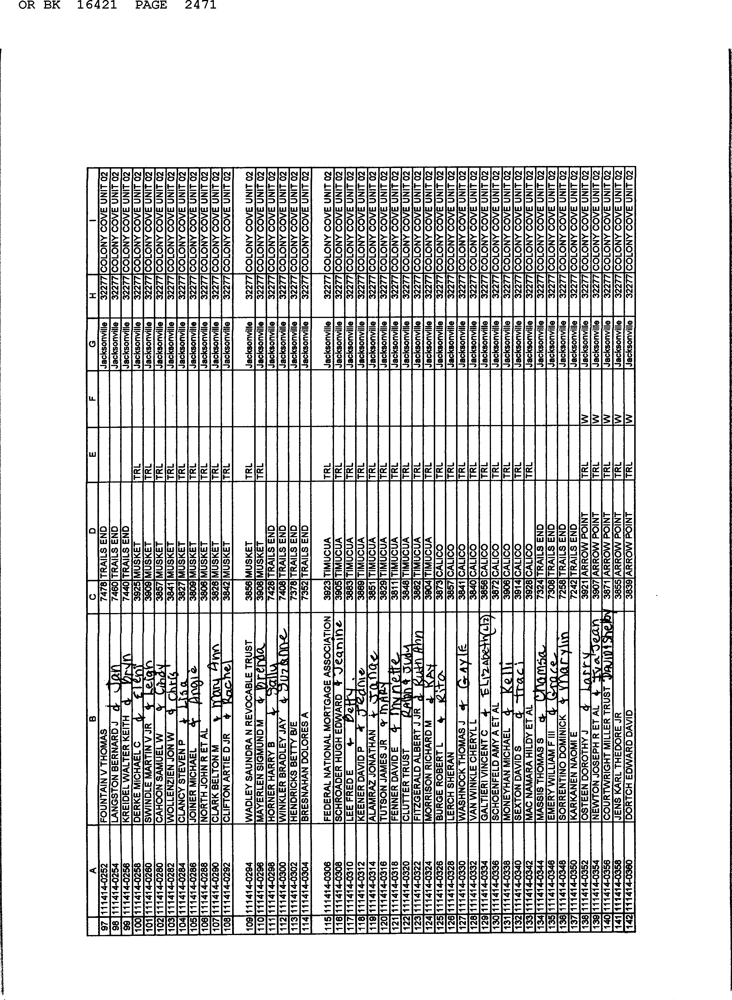 OR BK 16421 PAGE 2471
A B C D E F G H I
97 111414-0252 FOUNTAIN V THOMAS 7478 TRAILS END Jacksonville 32277 COLONY COVE UNIT 02
98 111414-0254 LANGSTON BERNARD J & Jan 7460 TRAILS END Jacksonville 32277 COLONY COVE UNIT 02
99 111414-0256 KREIDEL WALTER KEITH & Bryn 7440 TRAILS END Jacksonville 32277 COLONY COVE UNIT 02
100 111414-0258 DERKE MICHAEL C & Eleni 3925 MUSKET TRL Jacksonville 32277 COLONY COVE UNIT 02
101 111414-0260 SWINDLE MARTIN V JR & Leigh 3909 MUSKET TRL Jacksonville 32277 COLONY COVE UNIT 02
102 111414-0280 CAHOON SAMUEL W & Cindy 3857 MUSKET TRL Jacksonville 32277 COLONY COVE UNIT 02
103 111414-0282 WOLLENZIEN JON W & Chris 3841 MUSKET TRL Jacksonville 32277 COLONY COVE UNIT 02
104 111414-0284 CLANCY STEVEN P & Lisa 3827 MUSKET TRL Jacksonville 32277 COLONY COVE UNIT 02
105 111414-0286 JOINER MICHAEL & Angie 3809 MUSKET TRL Jacksonville 32277 COLONY COVE UNIT 02
106 111414-0288 NORTH JOHN R ET AL 3806 MUSKET TRL Jacksonville 32277 COLONY COVE UNIT 02
107 111414-0290 CLARK BELTON M & Mary Ann 3826 MUSKET TRL Jacksonville 32277 COLONY COVE UNIT 02
108 111414-0292 CLIFTON ARTIE D JR & Rachel 3842 MUSKET TRL Jacksonville 32277 COLONY COVE UNIT 02
109 111414-0294 WADLEY SAUNDRA N REVOCABLE TRUST 3856 MUSKET TRL Jacksonville 32277 COLONY COVE UNIT 02
110 111414-0296 MAYERLEN SIGMUND M & Brenda 3908 MUSKET TRL Jacksonville 32277 COLONY COVE UNIT 02
111 111414-0298 HORNER HARRY B & Sally 7428 TRAILS END Jacksonville 32277 COLONY COVE UNIT 02
112 111414-0300 WINKLER BRADLEY JAY & Suzanne 7408 TRAILS END Jacksonville 32277 COLONY COVE UNIT 02
113 111414-0302 HENDRICKS BETTY B/E 7378 TRAILS END Jacksonville 32277 COLONY COVE UNIT 02
114 111414-0304 BRESNAHAN DOLORES A 7352 TRAILS END Jacksonville 32277 COLONY COVE UNIT 02
115 111414-0306 FEDERAL NATIONAL MORTGAGE ASSOCIATION 3923 TIMUCUA TRL Jacksonville 32277 COLONY COVE UNIT 02
116 111414-0308 SCHROADER HUGH EDWARD & Jeanine 3905 TIMUCUA TRL Jacksonville 32277 COLONY COVE UNIT 02
117 111414-0310 LEE FRED E & Betty 3883 TIMUCUA TRL Jacksonville 32277 COLONY COVE UNIT 02
118 111414-0312 KEENER DAVID P & Jeanie 3869 TIMUCUA TRL Jacksonville 32277 COLONY COVE UNIT 02
119 111414-0314 ALAMRAZ JONATHAN & Janae 3851 TIMUCUA TRL Jacksonville 32277 COLONY COVE UNIT 02
120 111414-0316 TUTSON JAMES JR & MARY 3829 TIMUCUA TRL Jacksonville 32277 COLONY COVE UNIT 02
121 111414-0318 FENNER DAVID E & Mynette 3811 TIMUCUA TRL Jacksonville 32277 COLONY COVE UNIT 02
122 111414-0320 CLUTTER TRUST Ralph & Judy 3848 TIMUCUA TRL Jacksonville 32277 COLONY COVE UNIT 02
123 111414-0322 FITZGERALD ALBERT J JR & Ruth Ann 3862 TIMUCUA TRL Jacksonville 32277 COLONY COVE UNIT 02
124 111414-0324 MORRISON RICHARD M & KAY 3904 TIMUCUA TRL Jacksonville 32277 COLONY COVE UNIT 02
125 111414-0326 BURGE ROBERT L & Rita 3873 CALICO TRL Jacksonville 32277 COLONY COVE UNIT 02
126 111414-0328 LERCH SHERAN 3857 CALICO TRL Jacksonville 32277 COLONY COVE UNIT 02
127 111414-0330 WASHNOCK THOMAS J & GAYLE 3841 CALICO TRL Jacksonville 32277 COLONY COVE UNIT 02
128 111414-0332 VAN WINKLE CHERYL L 3840 CALICO TRL Jacksonville 32277 COLONY COVE UNIT 02
129 111414-0334 GALTIERI VINCENT C & ELIZAbeth (Liz) 3856 CALICO TRL Jacksonville 32277 COLONY COVE UNIT 02
130 111414-0336 SCHOENFELD AMY A ET AL 3872 CALICO TRL Jacksonville 32277 COLONY COVE UNIT 02
131 111414-0338 MONEYHAN MICHAEL & Kelli 3906 CALICO TRL Jacksonville 32277 COLONY COVE UNIT 02
132 111414-0340 SEXTON DAVID S & Traci 3914 CALICO TRL Jacksonville 32277 COLONY COVE UNIT 02
133 111414-0342 MAC NAMARA HILDY ET AL 3928 CALICO TRL Jacksonville 32277 COLONY COVE UNIT 02
134 111414-0344 MASSIS THOMAS S & Chamsa 7324 TRAILS END Jacksonville 32277 COLONY COVE UNIT 02
135 111414-0346 EMERY WILLIAM F III & Grace 7308 TRAILS END Jacksonville 32277 COLONY COVE UNIT 02
136 111414-0348 SORRENTINO DOMINICK & Marylin 7258 TRAILS END Jacksonville 32277 COLONY COVE UNIT 02
137 111414-0350 KARKANEN NAOMI E 7242 TRAILS END Jacksonville 32277 COLONY COVE UNIT 02
138 111414-0352 OSTEEN DOROTHY J & Larry 3921 ARROW POINT TRL W Jacksonville 32277 COLONY COVE UNIT 02
139 111414-0354 NEWTON JOSEPH R ET AL & Iva Jean 3907 ARROW POINT TRL W Jacksonville 32277 COLONY COVE UNIT 02
140 111414-0356 COURTWRIGHT MILLER TRUST DAVID/Shelby 3871 ARROW POINT TRL W Jacksonville 32277 COLONY COVE UNIT 02
141 111414-0358 JENS KARL THEDORE JR 3855 ARROW POINT TRL W Jacksonville 32277 COLONY COVE UNIT 02
142 111414-0360 DORTCH EDWARD DAVID 3839 ARROW POINT TRL W Jacksonville 32277 COLONY COVE UNIT 02